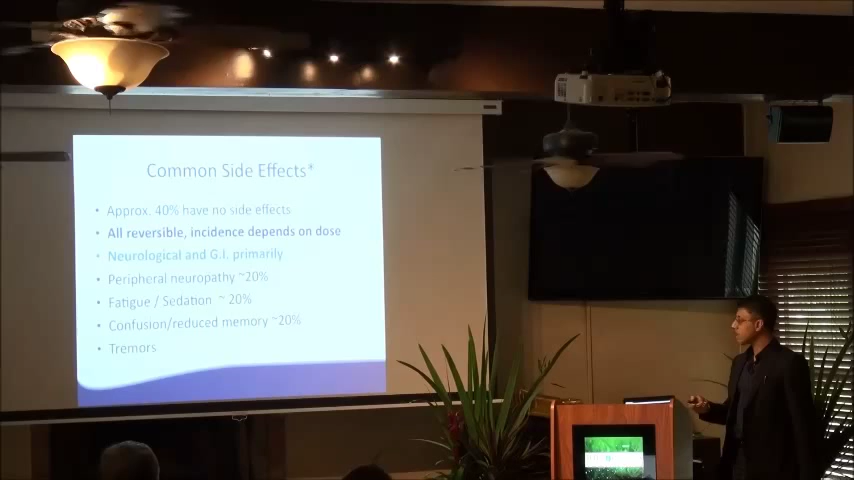 Common Side Effects*
• Approx. 40% have no side effects
• All reversible, incidence depends on dose
• Neurological and G.I. primarily
• Peripheral neuropathy ~20%
• Fatigue / Sedation ~ 20%
• Confusion/reduced memory ~20%
• Tremors